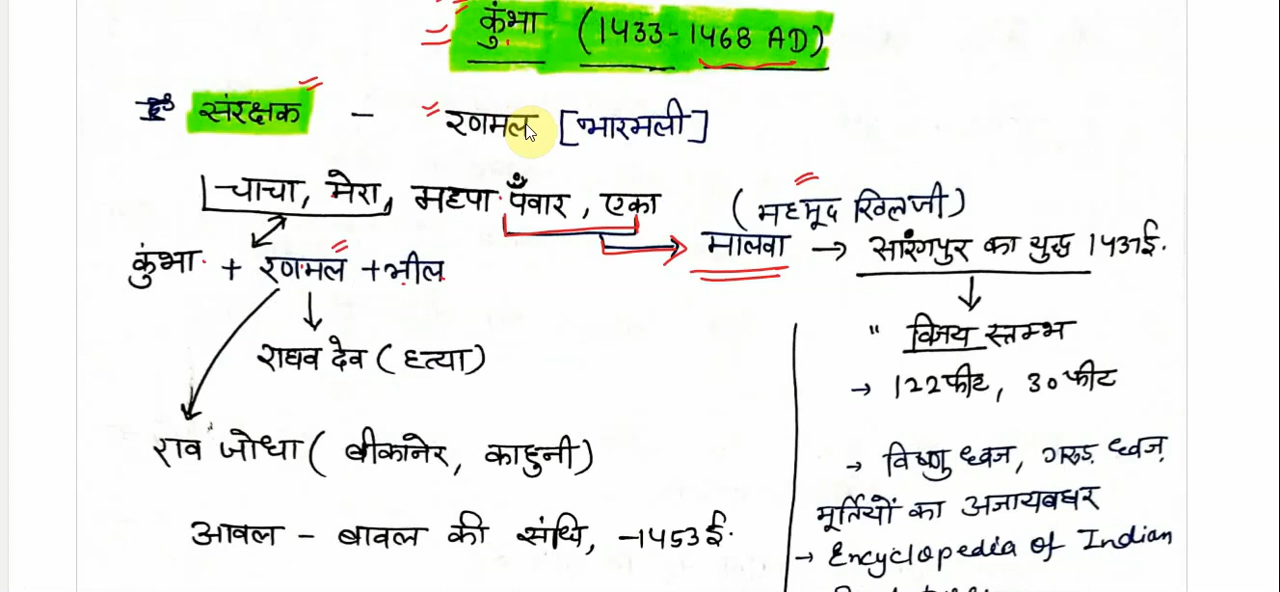 कुंभा (1433-1468 AD)
संरक्षक - रणमल [भारमली]
चाचा, मेरा, महपा पँवार, एका
(महमूद खिलजी)
मालवा → सारंगपुर का युद्ध 1437ई.
कुंभा + रणमल + भील
राघव देव (हत्या)
राव जोधा (बीकानेर, काहुनी)
आवल - बावल की संधि, -1453ई.
" विजय स्तम्भ
→ 122फीट, 30फीट
→ विष्णु ध्वज, गरुड़ ध्वज
मूर्तियों का अजायबघर
→ Encyclopedia of Indian